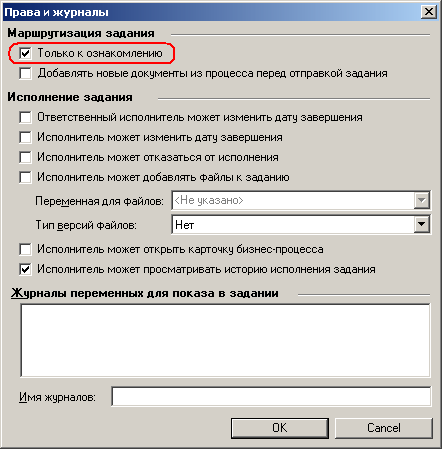 Права и журналы
Маршрутизация задания
Только к ознакомлению
Добавлять новые документы из процесса перед отправкой задания
Исполнение задания
Ответственный исполнитель может изменить дату завершения
Исполнитель может изменить дату завершения
Исполнитель может отказаться от исполнения
Исполнитель может добавлять файлы к заданию
Переменная для файлов: <Не указано>
Тип версий файлов: Нет
Исполнитель может открыть карточку бизнес-процесса
Исполнитель может просматривать историю исполнения задания
Журналы переменных для показа в задании
Имя журналов:
OK Cancel